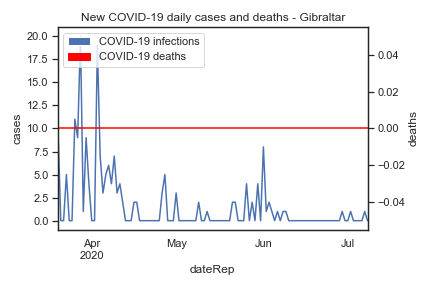 New COVID-19 daily cases and deaths - Gibraltar
COVID-19 infections
COVID-19 deaths
cases
20.0
17.5
15.0
12.5
10.0
7.5
5.0
2.5
0.0
0.04
0.02
0.00
−0.02
−0.04
deaths
Apr
2020
May
Jun
Jul
dateRep